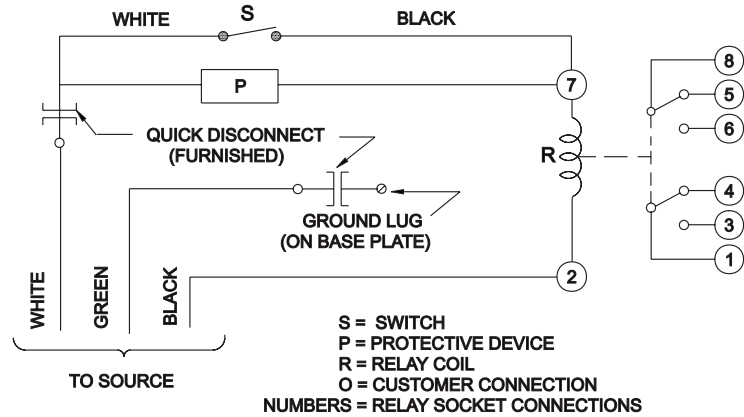 WHITE
S
BLACK
P
7
8
5
6
QUICK DISCONNECT
(FURNISHED)
R
4
3
1
GROUND LUG
(ON BASE PLATE)
2
WHITE
GREEN
BLACK
TO SOURCE
S = SWITCH
P = PROTECTIVE DEVICE
R = RELAY COIL
O = CUSTOMER CONNECTION
NUMBERS = RELAY SOCKET CONNECTIONS